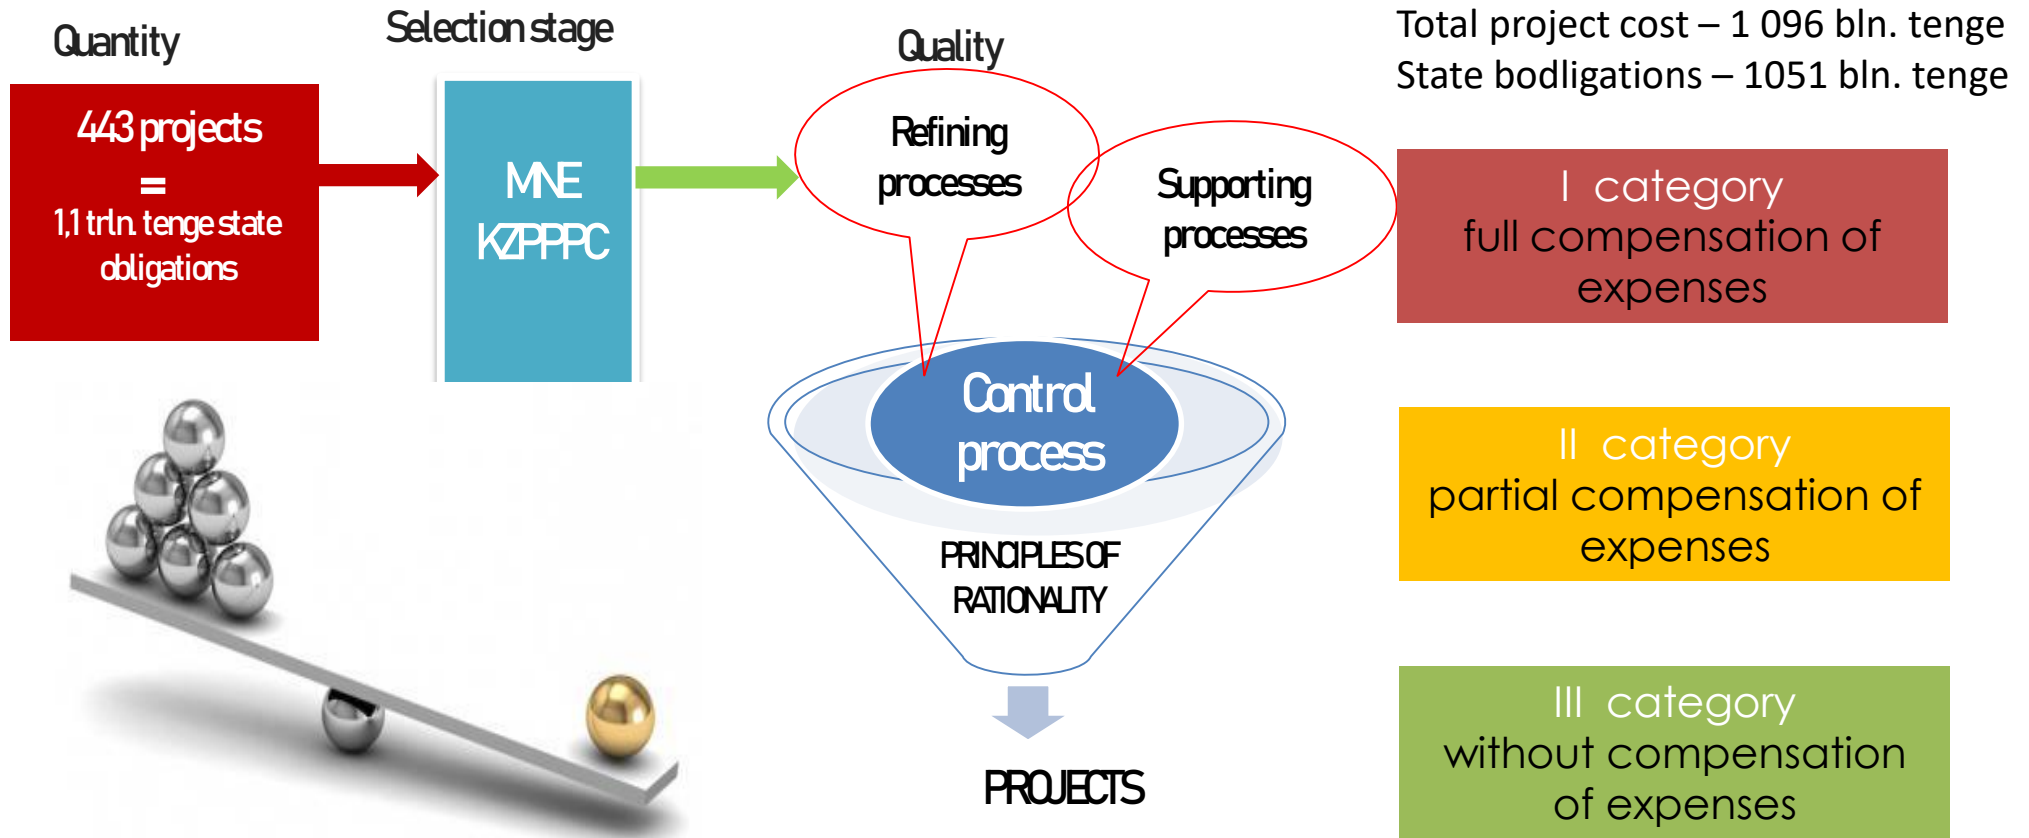 Quantity
443 projects
=
1,1 trln. tenge state
obligations
Selection stage
MNE
KZPPPC
Quality
Refining
processes
Supporting
processes
Control
process
PRINCIPLES OF
RATIONALITY
PROJECTS
Total project cost – 1 096 bln. tenge
State bodligations – 1051 bln. tenge
I category
full compensation of
expenses
II category
partial compensation of
expenses
III category
without compensation
of expenses